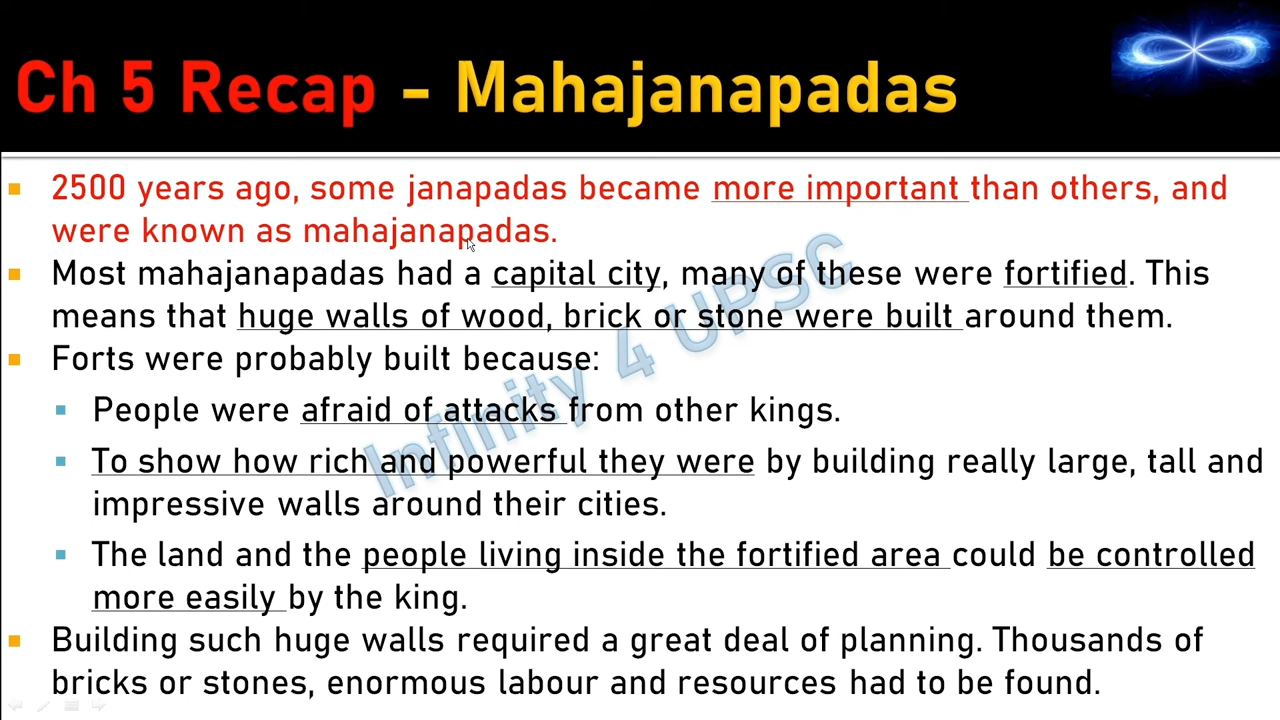 Ch 5 Recap - Mahajanapadas
2500 years ago, some janapadas became more important than others, and
were known as mahajanapadas.
Most mahajanapadas had a capital city, many of these were fortified. This
means that huge walls of wood, brick or stone were built around them.
Forts were probably built because:
People were afraid of attacks from other kings.
To show how rich and powerful they were by building really large, tall and
impressive walls around their cities.
The land and the people living inside the fortified area could be controlled
more easily by the king.
Building such huge walls required a great deal of planning. Thousands of
bricks or stones, enormous labour and resources had to be found.
Infinity 4 UPSC